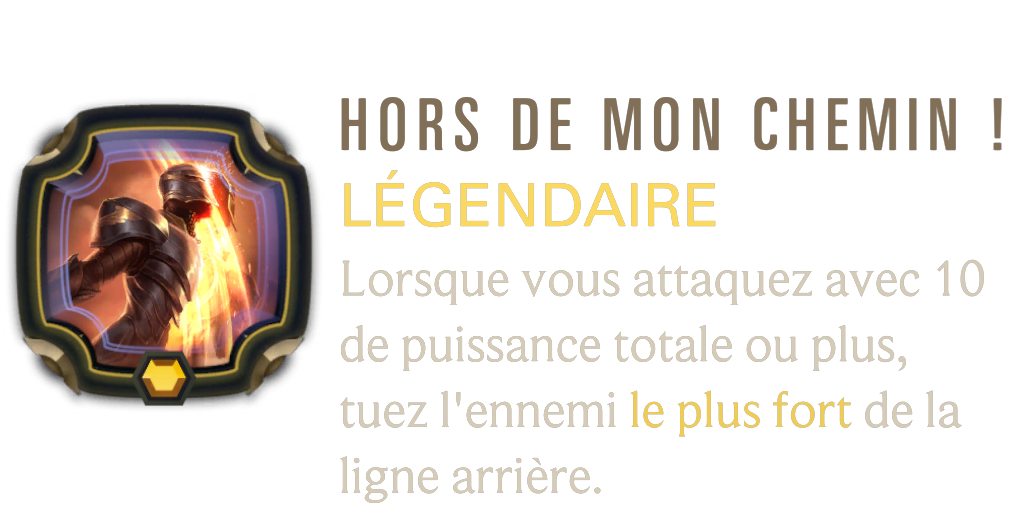 HORS DE MON CHEMIN !
LÉGENDAIRE
Lorsque vous attaquez avec 10
de puissance totale ou plus,
tuez l'ennemi le plus fort de la
ligne arrière.